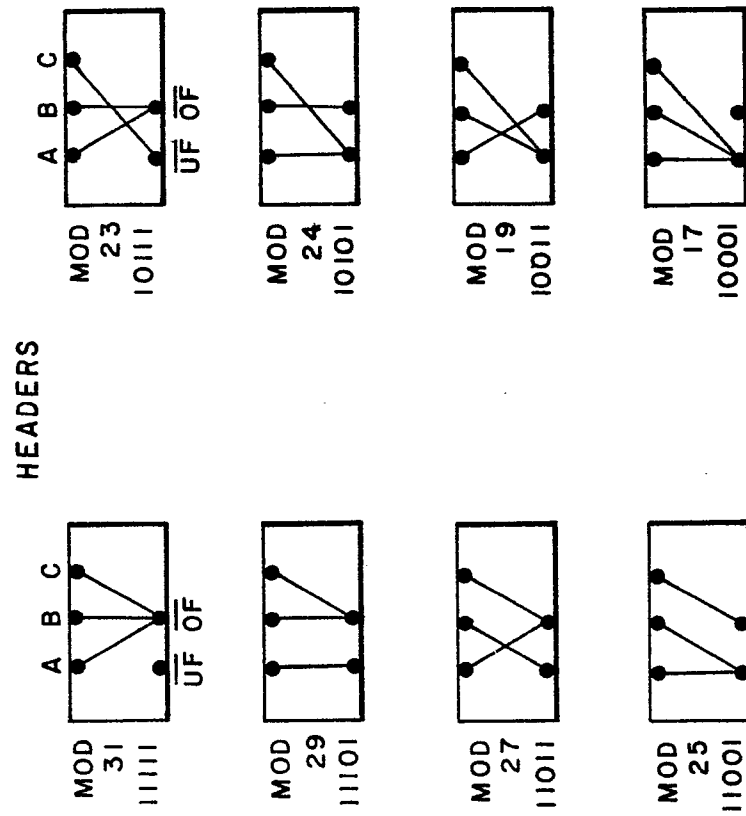 HEADERS
A B C
MOD
31
11111
UF OF
MOD
29
11101
MOD
27
11011
MOD
25
11001
A B C
MOD
23
10111
UF OF
MOD
24
10101
MOD
19
10011
MOD
17
10001